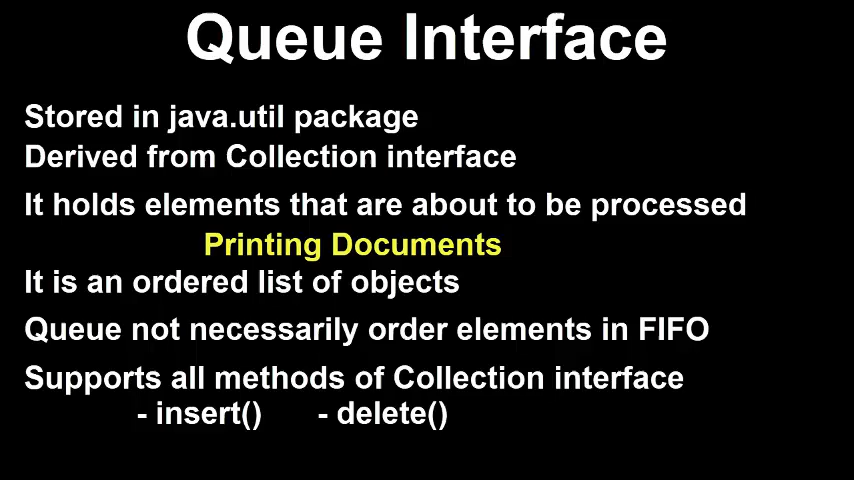 Queue Interface
Stored in java.util package
Derived from Collection interface
It holds elements that are about to be processed
Printing Documents
It is an ordered list of objects
Queue not necessarily order elements in FIFO
Supports all methods of Collection interface
- insert() - delete()